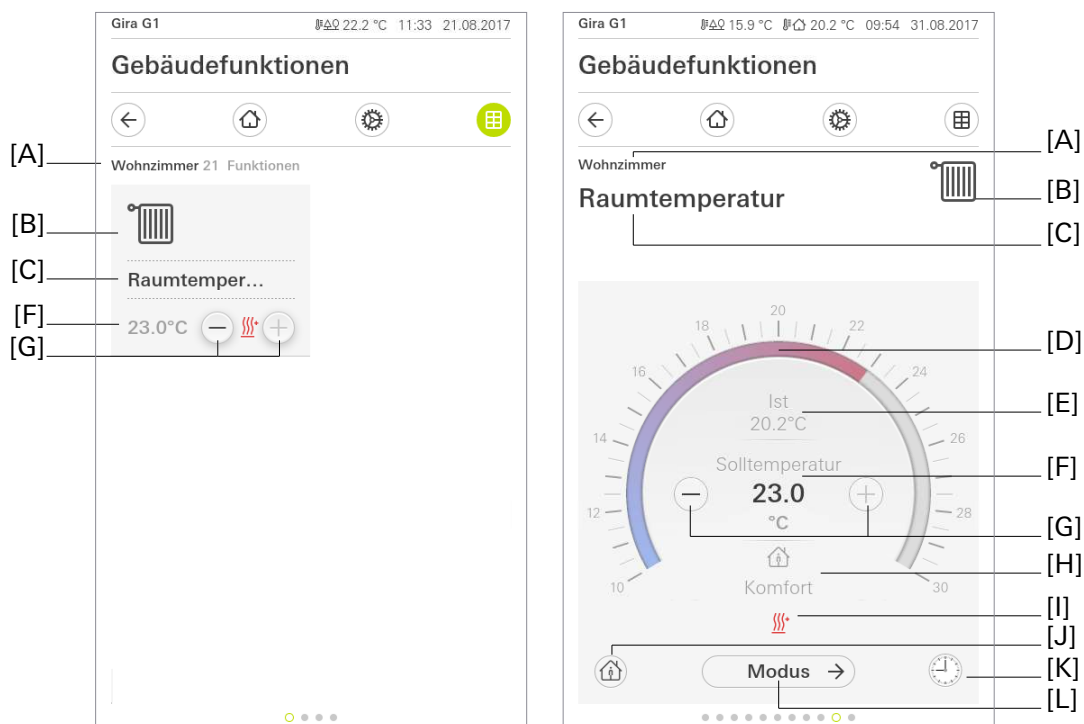 Gira G1 22.2 °C 11:33 21.08.2017
Gebäudefunktionen
[A] Wohnzimmer 21 Funktionen
[B]
[C] Raumtemper...
[F] 23.0°C
[G]
Gira G1 15.9 °C 20.2 °C 09:54 31.08.2017
Gebäudefunktionen
Wohnzimmer [A]
Raumtemperatur [B]
[C]
10
12
14
16
18
20
22
24
26
28
30
[D]
Ist [E]
20.2°C
Solltemperatur [F]
23.0
°C [G]
[H]
Komfort
[I]
[J]
Modus [K]
[L]